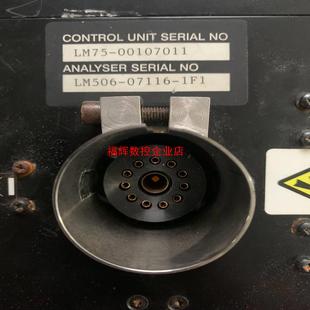 CONTROL UNIT SERIAL NO
LM75-00107011
ANALYSER SERIAL NO
LM506-07116-1F1
福辉数控企业店